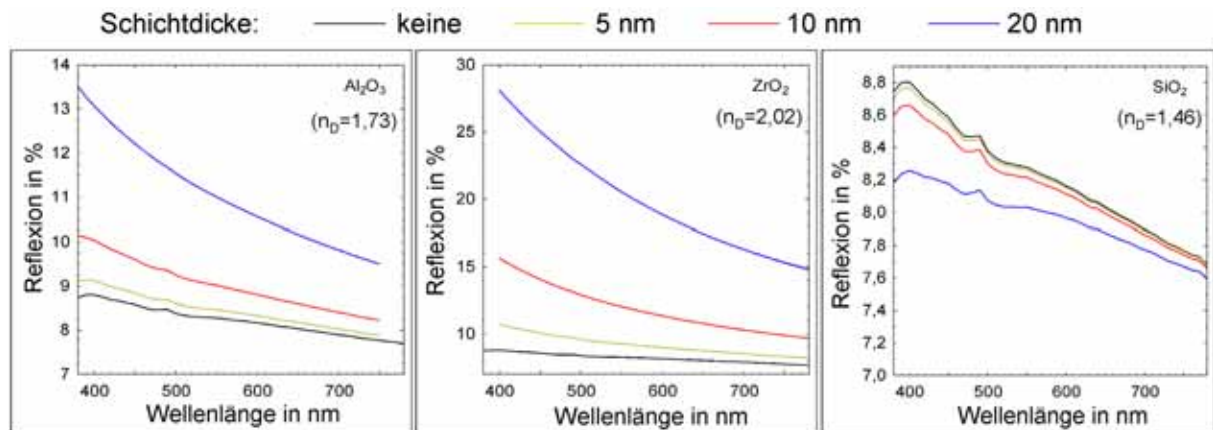 Schichtdicke: keine 5 nm 10 nm 20 nm
14
13
12
11
10
9
8
7
Reflexion in %
Al₂O₃
(n_D=1,73)
400 500 600 700
Wellenlänge in nm
30
25
20
15
10
Reflexion in %
ZrO₂
(n_D=2,02)
400 500 600 700
Wellenlänge in nm
8,8
8,6
8,4
8,2
8,0
7,8
7,6
7,4
7,2
7,0
Reflexion in %
SiO₂
(n_D=1,46)
400 500 600 700
Wellenlänge in nm